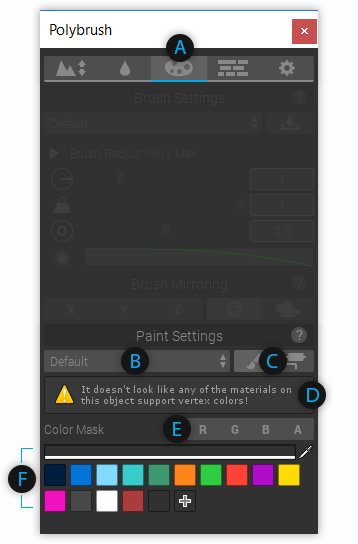 Polybrush
A
Brush Settings ?
Default
Brush Radius Min / Max
1
1
0.5
Brush Mirroring
X Y Z
Paint Settings ?
Default B C
It doesn't look like any of the materials on
this object support vertex colors! D
Color Mask E R G B A
F